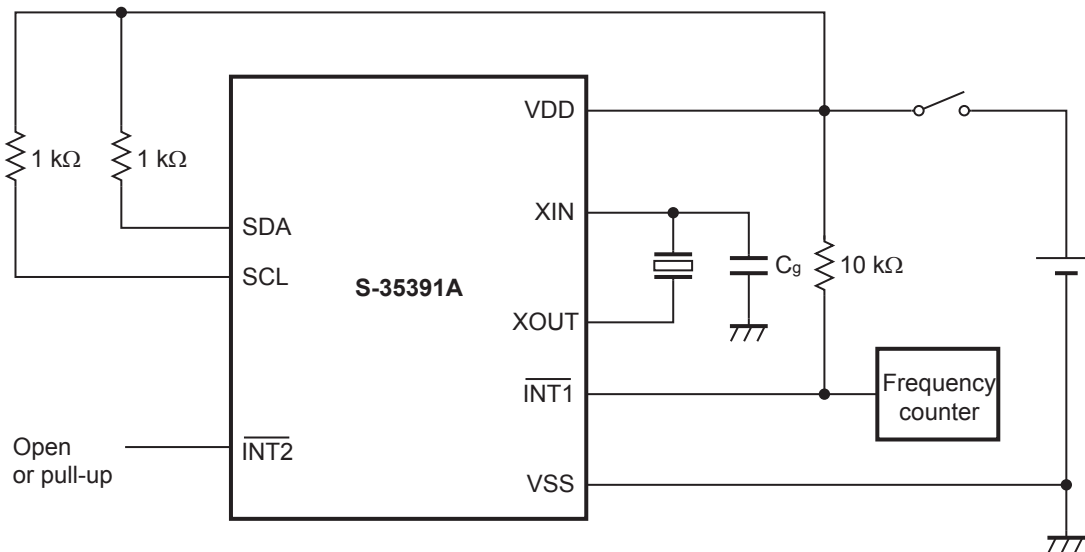 VDD
1 kΩ
1 kΩ
XIN
SDA
SCL
S-35391A
Cg
10 kΩ
XOUT
INT1
Frequency
counter
Open
or pull-up
INT2
VSS